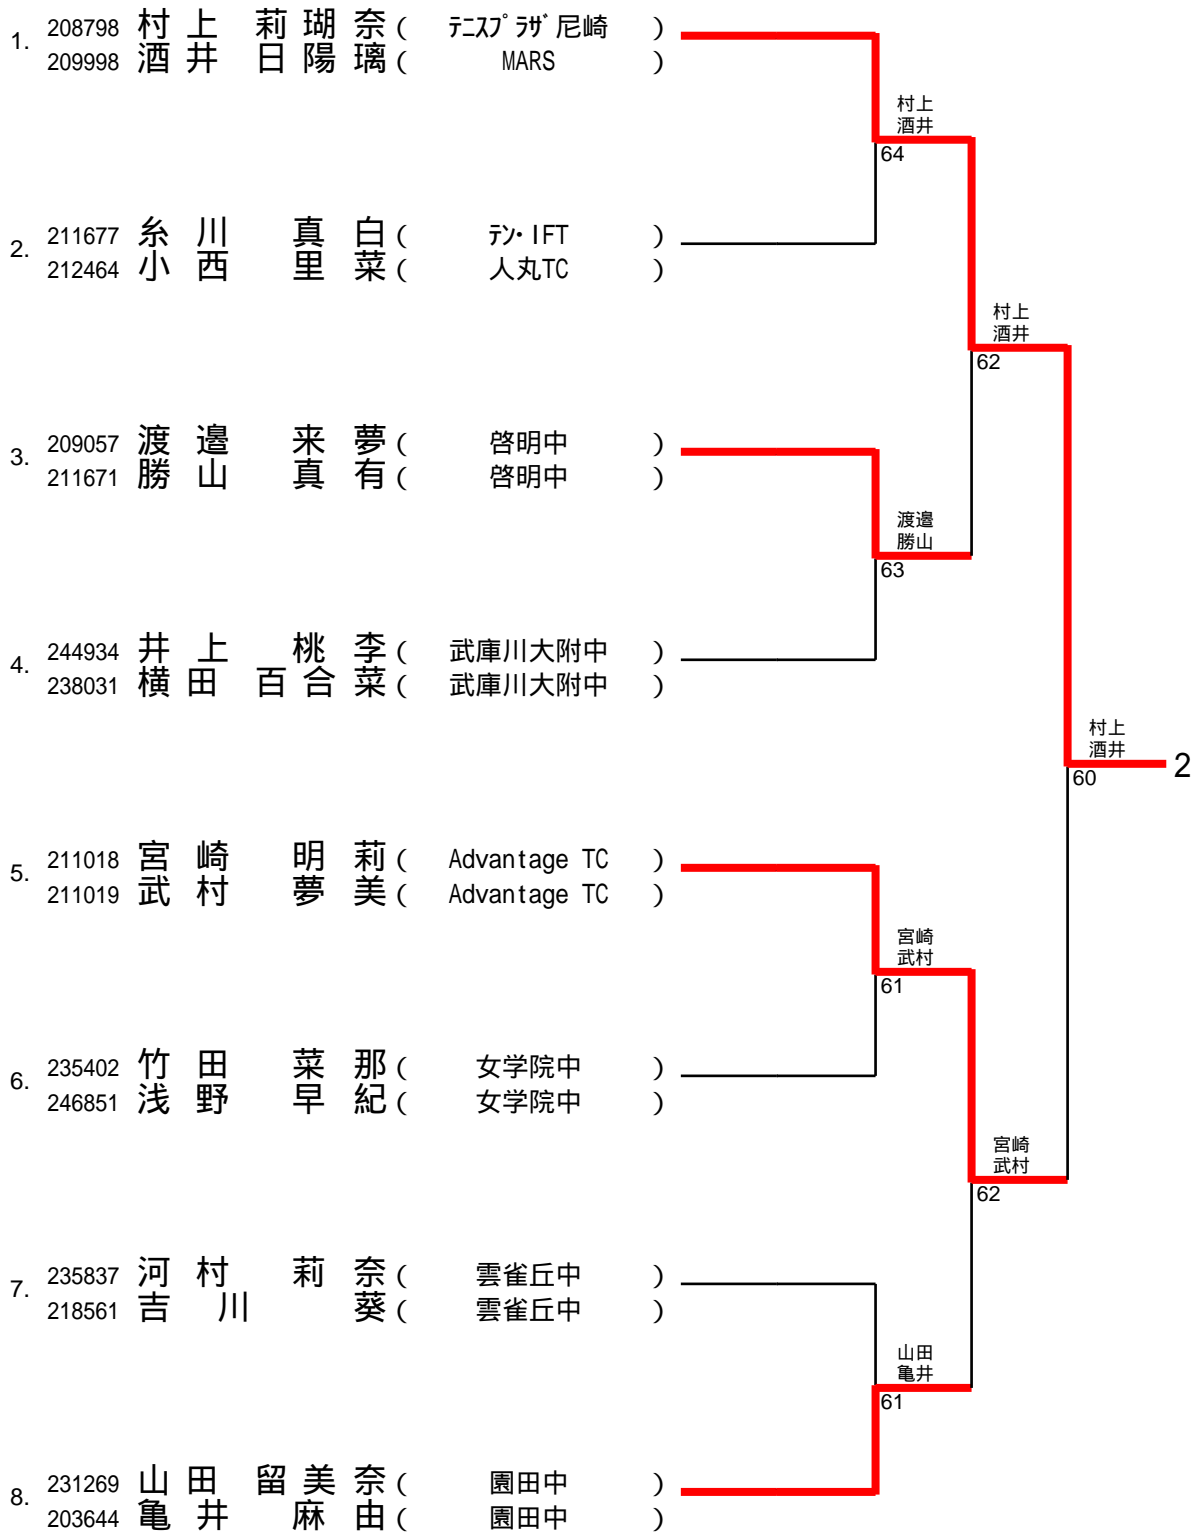 1. 208798 村上 莉瑚奈 ( テニスプラザ尼崎 )
209998 酒井 日陽璃 ( MARS )
村上
酒井
64
2. 211677 糸川 真白 ( テン・IFT )
212464 小西 里菜 ( 人丸TC )
村上
酒井
62
3. 209057 渡邉 来夢 ( 啓明中 )
211671 勝山 真有 ( 啓明中 )
渡邉
勝山
63
4. 244934 井上 桃李 ( 武庫川大附中 )
238031 横田 百合菜 ( 武庫川大附中 )
村上
酒井
60
2
5. 211018 宮崎 明莉 ( Advantage TC )
211019 武村 夢美 ( Advantage TC )
宮崎
武村
61
6. 235402 竹田 菜那 ( 女学院中 )
246851 浅野 早紀 ( 女学院中 )
宮崎
武村
62
7. 235837 河村 莉奈 ( 雲雀丘中 )
218561 吉川 葵 ( 雲雀丘中 )
山田
亀井
61
8. 231269 山田 留美奈 ( 園田中 )
203644 亀井 麻由 ( 園田中 )